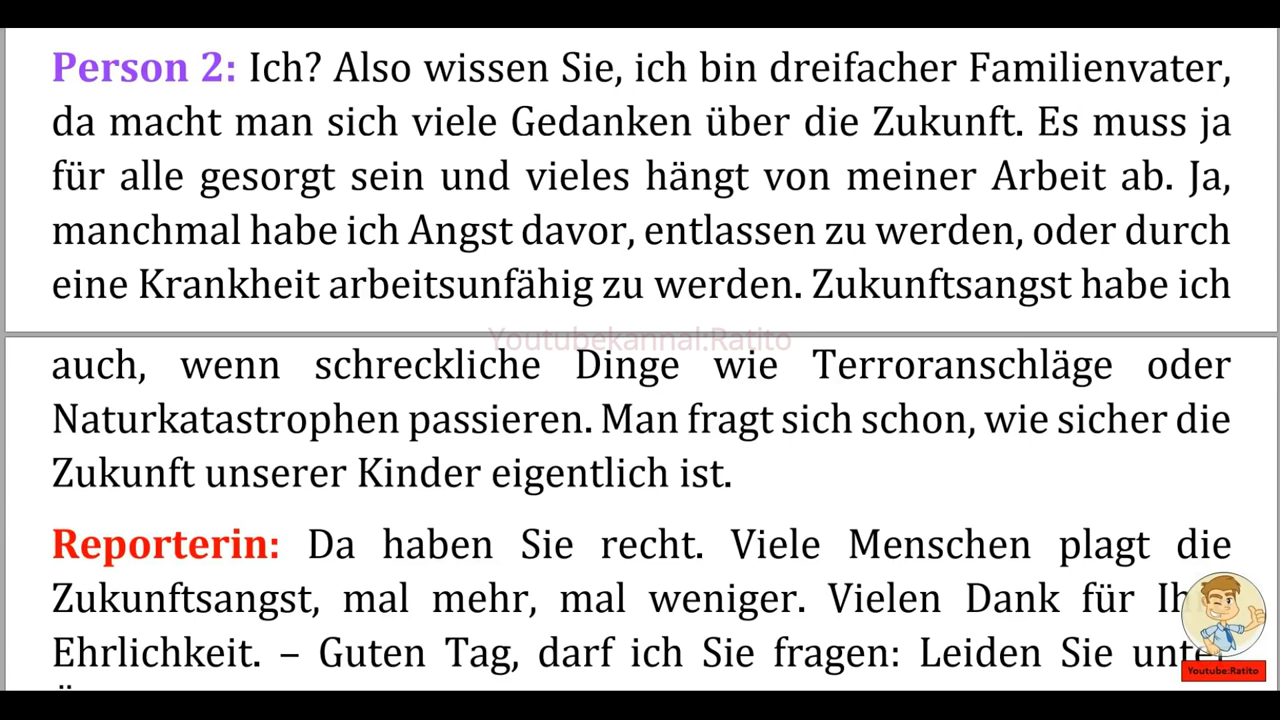 Person 2: Ich? Also wissen Sie, ich bin dreifacher Familienvater,
da macht man sich viele Gedanken über die Zukunft. Es muss ja
für alle gesorgt sein und vieles hängt von meiner Arbeit ab. Ja,
manchmal habe ich Angst davor, entlassen zu werden, oder durch
eine Krankheit arbeitsunfähig zu werden. Zukunftsangst habe ich
Youtubekannal:Ratito
auch, wenn schreckliche Dinge wie Terroranschläge oder
Naturkatastrophen passieren. Man fragt sich schon, wie sicher die
Zukunft unserer Kinder eigentlich ist.
Reporterin: Da haben Sie recht. Viele Menschen plagt die
Zukunftsangst, mal mehr, mal weniger. Vielen Dank für
Ehrlichkeit. – Guten Tag, darf ich Sie fragen: Leiden Sie unter
Youtube:Ratito